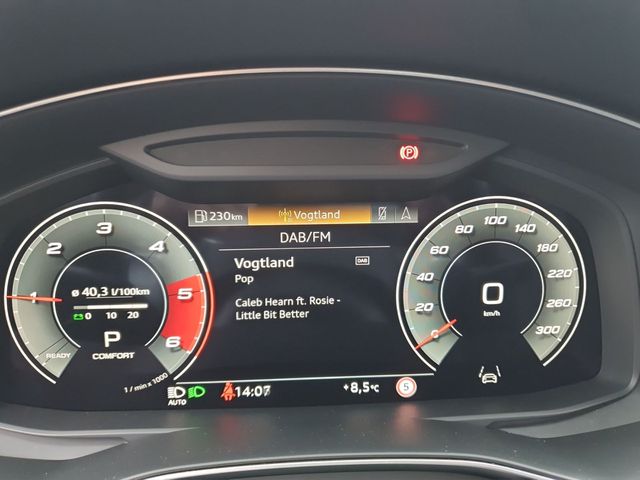 P
230km
Vogtland
DAB/FM
Vogtland
DAB
Pop
Caleb Hearn ft. Rosie -
Little Bit Better
1
2
3
4
5
6
READY
ø 40,3 l/100km
0 10 20
P
COMFORT
1 / min x 1000
0
20
40
60
80
100
140
180
220
260
300
0
km/h
AUTO
14:07
+8,5°C
5